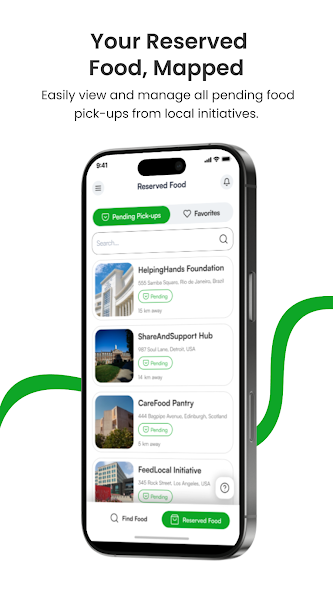 Your Reserved
Food, Mapped
Easily view and manage all pending food
pick-ups from local initiatives.
9:41
Reserved Food
Pending Pick-ups
Favorites
Search...
HelpingHands Foundation
555 Samba Square, Rio de Janeiro, Brazil
Pending
15 km away
ShareAndSupport Hub
987 Soul Lane, Detroit, USA
Pending
14 km away
CareFood Pantry
444 Bagpipe Avenue, Edinburgh, Scotland
Pending
9 km away
FeedLocal Initiative
345 Rock Street, Los Angeles, USA
Pending
?
Find Food
Reserved Food